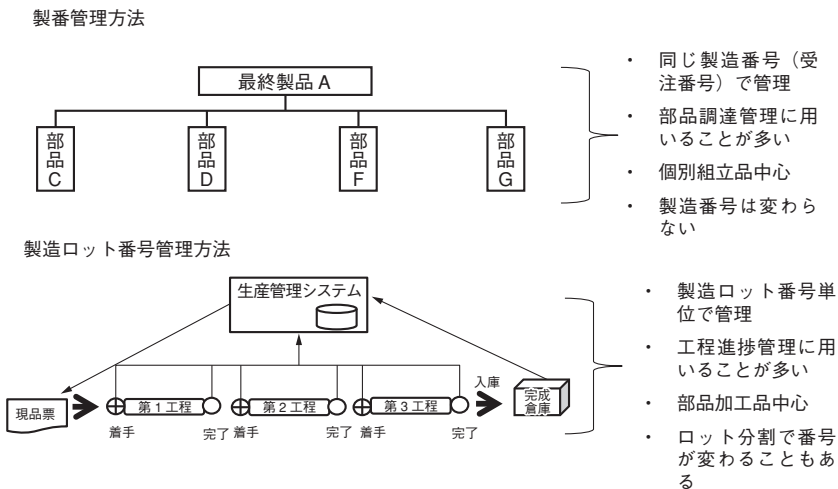 製番管理方法
最終製品 A
部品C
部品D
部品F
部品G
・ 同じ製造番号（受
注番号）で管理
・ 部品調達管理に用
いることが多い
・ 個別組立品中心
・ 製造番号は変わら
ない
製造ロット番号管理方法
生産管理システム
現品票
第 1 工程
第 2 工程
第 3 工程
入庫
完成
倉庫
着手
完了
着手
完了
着手
完了
・ 製造ロット番号単
位で管理
・ 工程進捗管理に用
いることが多い
・ 部品加工品中心
・ ロット分割で番号
が変わることもあ
る